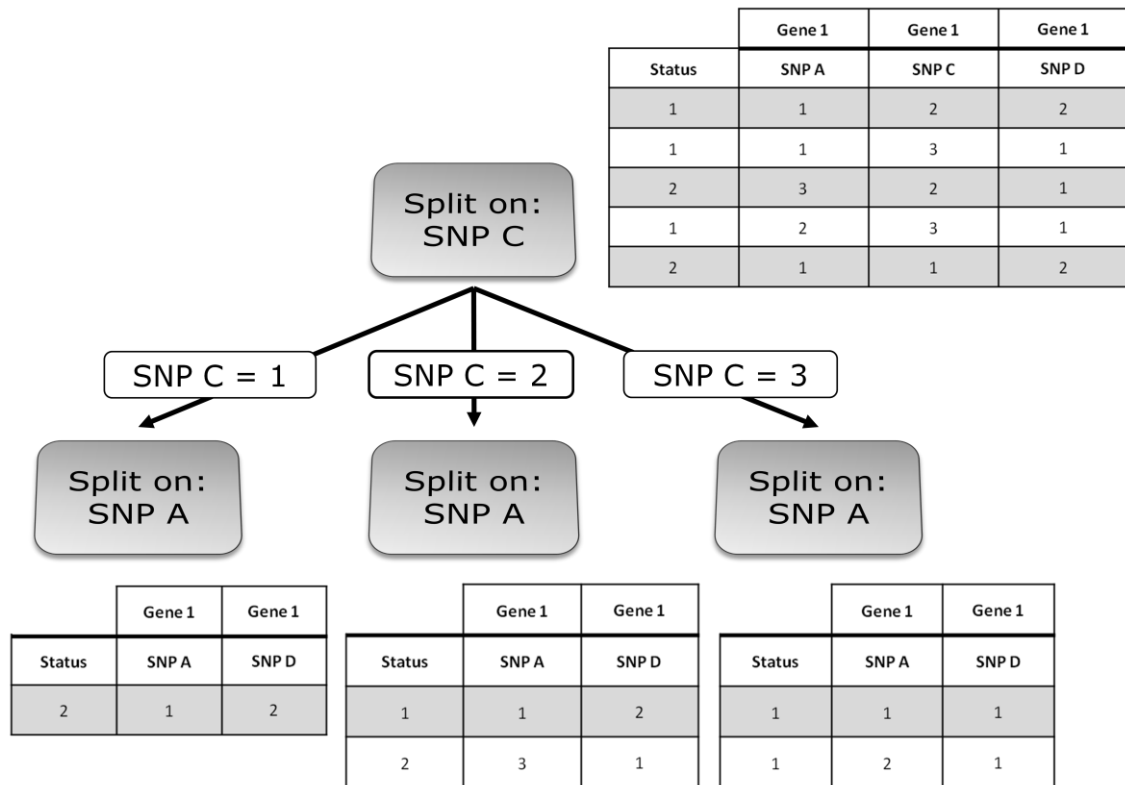 Gene 1 Gene 1 Gene 1
Status SNP A SNP C SNP D
1 1 2 2
1 1 3 1
2 3 2 1
1 2 3 1
2 1 1 2
Split on:
SNP C
SNP C = 1 SNP C = 2 SNP C = 3
Split on: Split on: Split on:
SNP A SNP A SNP A
Gene 1 Gene 1
Status SNP A SNP D
2 1 2
Gene 1 Gene 1
Status SNP A SNP D
1 1 2
2 3 1
Gene 1 Gene 1
Status SNP A SNP D
1 1 1
1 2 1